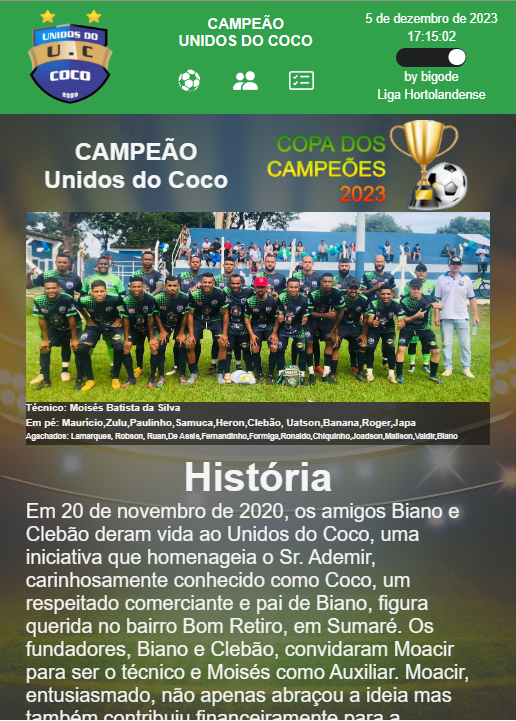 UNIDOS DO
U C
COCO
2020
CAMPEÃO
UNIDOS DO COCO
5 de dezembro de 2023
17:15:02
by bigode
Liga Hortolandense
CAMPEÃO
Unidos do Coco
COPA DOS
CAMPEÕES
2023
Técnico: Moisés Batista da Silva
Em pé: Maurício,Zulu,Paulinho,Samuca,Heron,Clebão, Uatson,Banana,Roger,Japa
Agachados: Lamarques, Robson, Ruan,De Assis,Fernandinho,Formiga,Ronaldo,Chiquinho,Joadson,Mailson,Valdir,Biano
História
Em 20 de novembro de 2020, os amigos Biano e
Clebão deram vida ao Unidos do Coco, uma
iniciativa que homenageia o Sr. Ademir,
carinhosamente conhecido como Coco, um
respeitado comerciante e pai de Biano, figura
querida no bairro Bom Retiro, em Sumaré. Os
fundadores, Biano e Clebão, convidaram Moacir
para ser o técnico e Moisés como Auxiliar. Moacir,
entusiasmado, não apenas abraçou a ideia mas
também contribuiu financeiramente para a